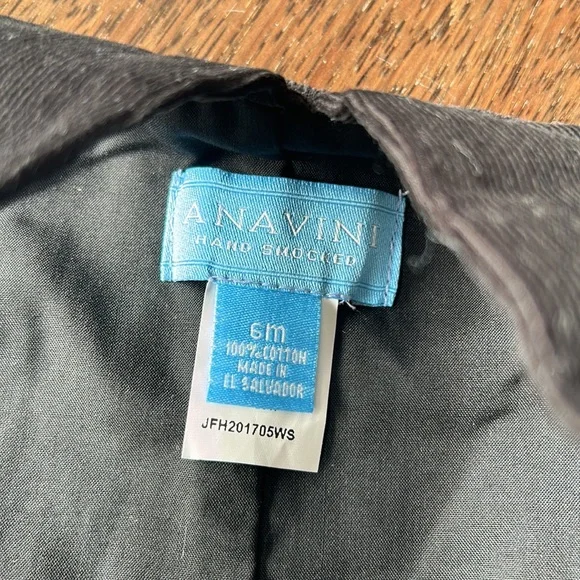 ANAVINI
HAND SMOCKED
6m
100% COTTON
MADE IN
EL SALVADOR
JFH201705WS